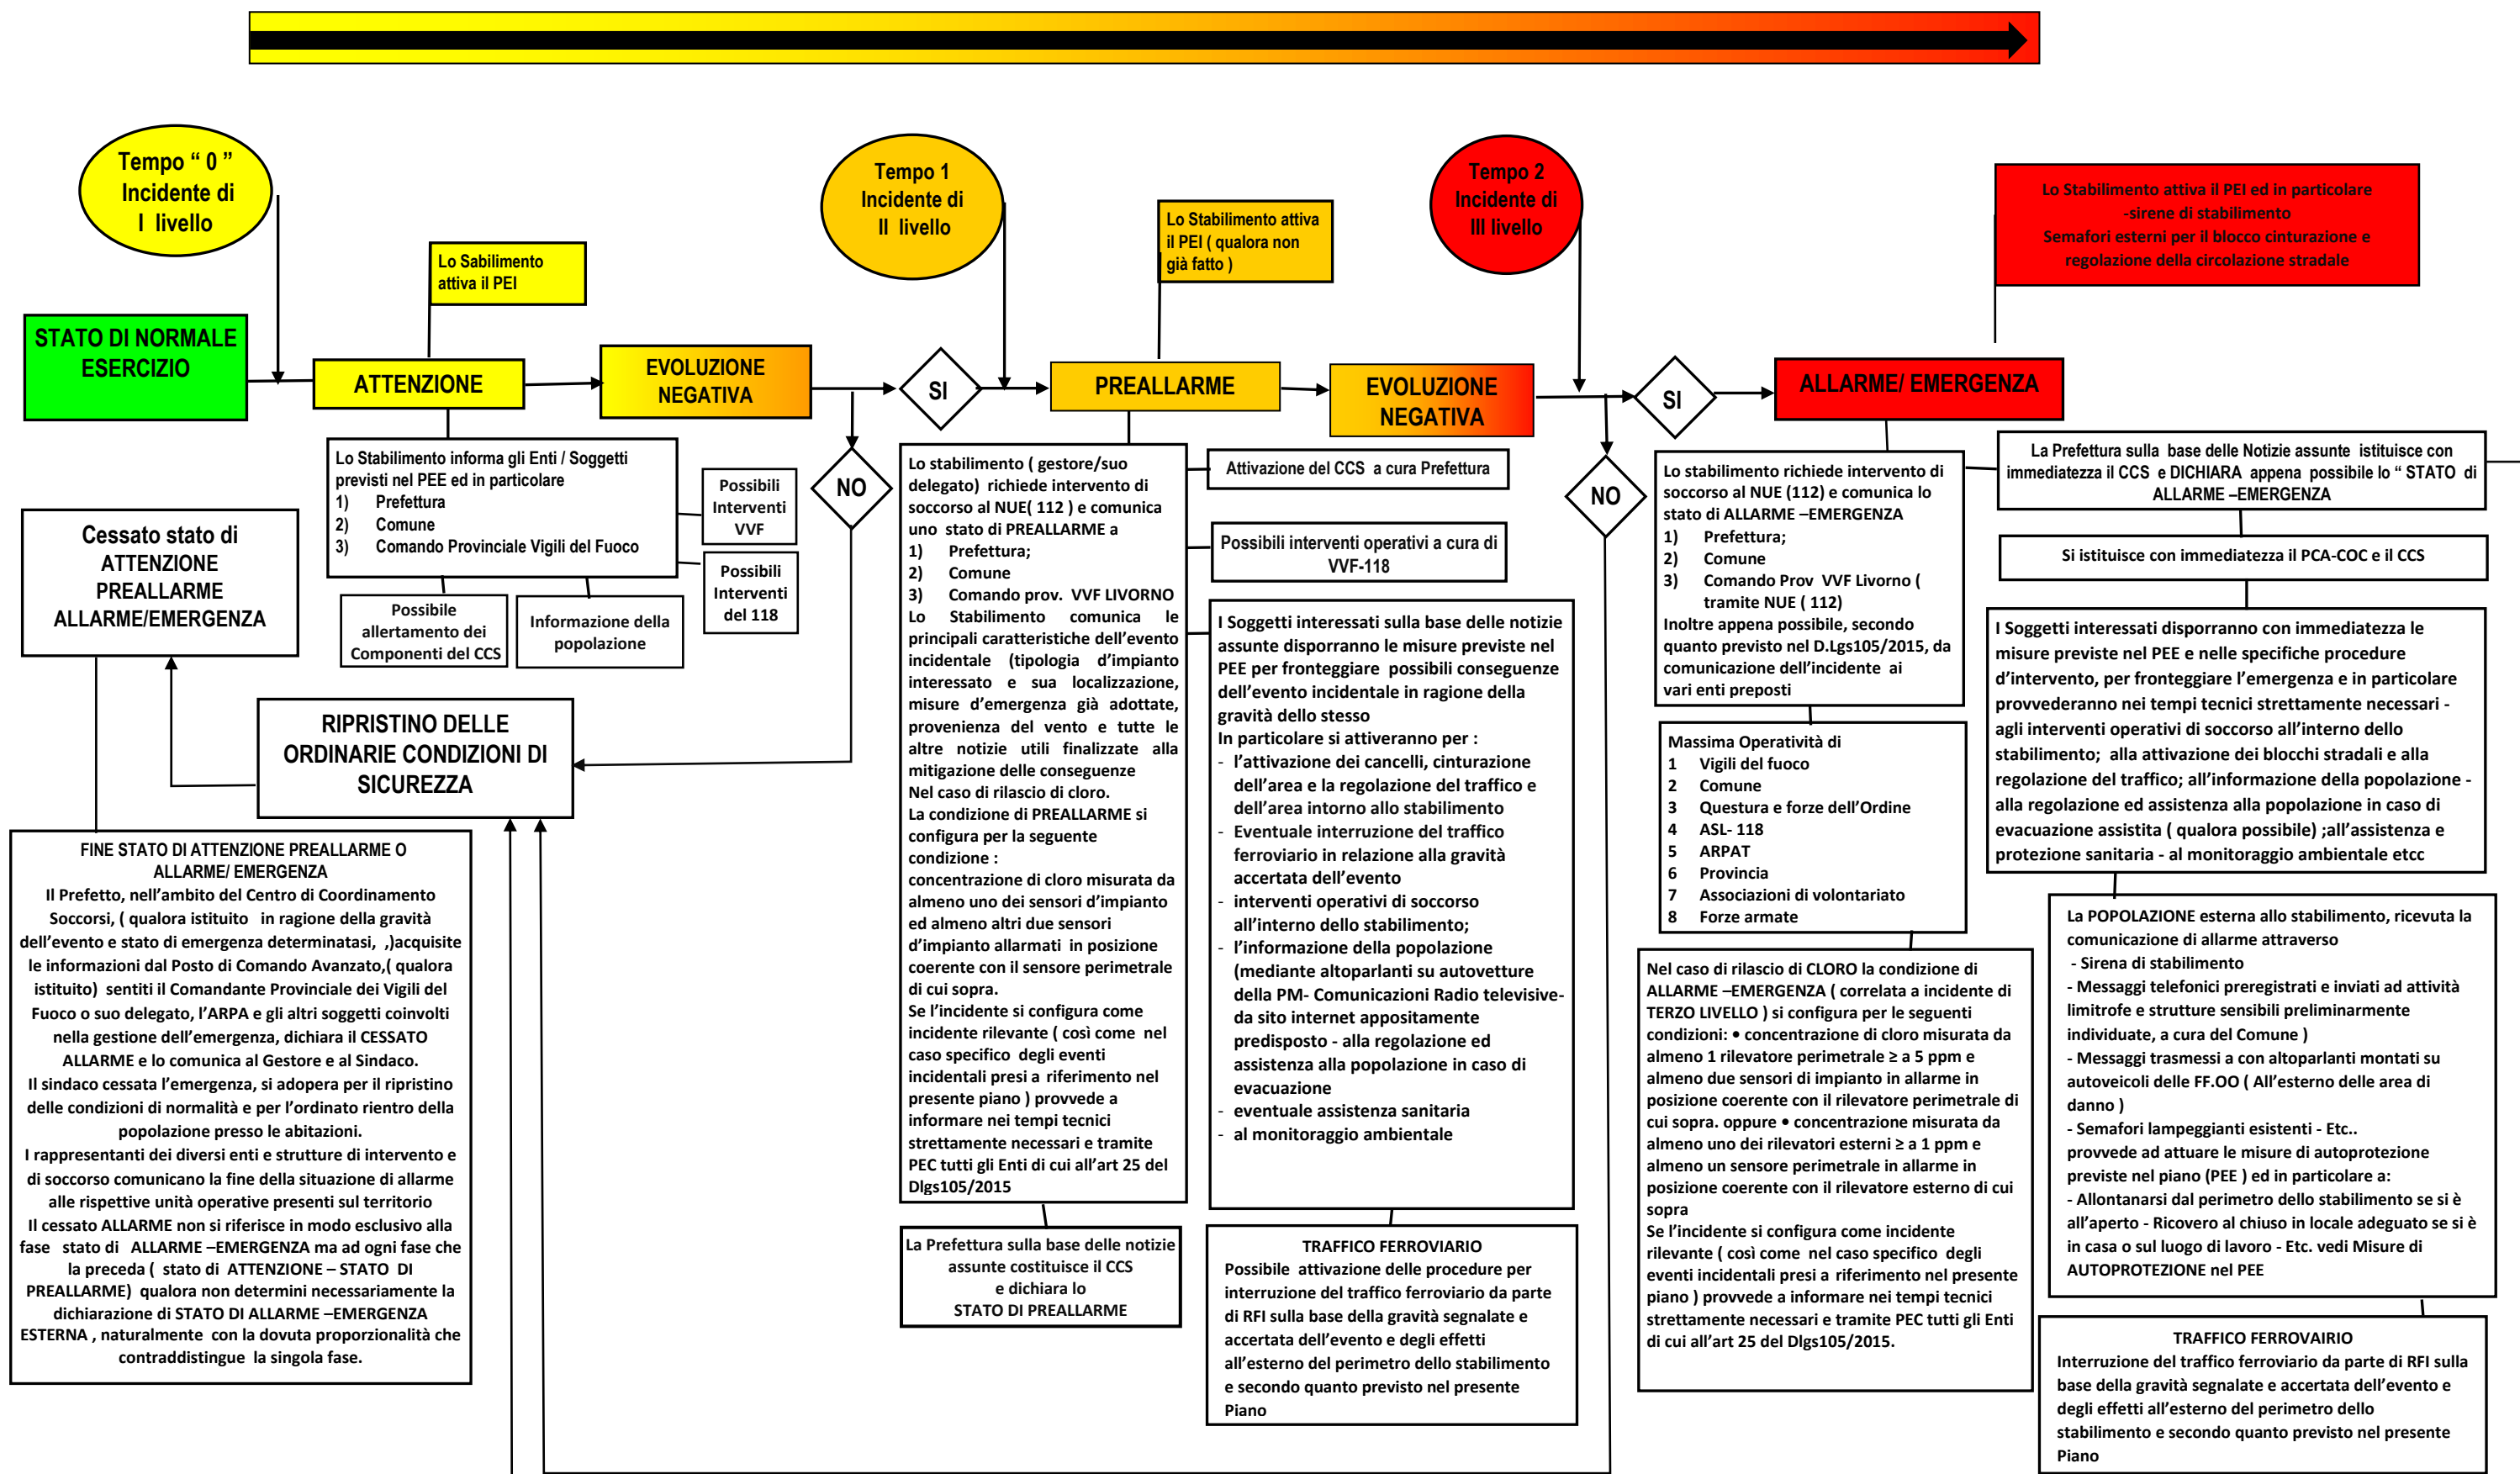 Tempo “ 0 ”
Incidente di
I livello
Tempo 1
Incidente di
II livello
Tempo 2
Incidente di
III livello
Lo Stabilimento attiva il PEI ed in particolare
-sirene di stabilimento
Semafori esterni per il blocco cinturazione e
regolazione della circolazione stradale
Lo Sabilimento
attiva il PEI
Lo Stabilimento attiva
il PEI ( qualora non
già fatto )
STATO DI NORMALE
ESERCIZIO
ATTENZIONE
EVOLUZIONE
NEGATIVA
SI
PREALLARME
EVOLUZIONE
NEGATIVA
SI
ALLARME/ EMERGENZA
NO
NO
Lo Stabilimento informa gli Enti / Soggetti
previsti nel PEE ed in particolare
1) Prefettura
2) Comune
3) Comando Provinciale Vigili del Fuoco
Possibili
Interventi
VVF
Possibili
Interventi
del 118
Possibile
allertamento dei
Componenti del CCS
Informazione della
popolazione
Cessato stato di
ATTENZIONE
PREALLARME
ALLARME/EMERGENZA
RIPRISTINO DELLE
ORDINARIE CONDIZIONI DI
SICUREZZA
FINE STATO DI ATTENZIONE PREALLARME O
ALLARME/ EMERGENZA
Il Prefetto, nell’ambito del Centro di Coordinamento
Soccorsi, ( qualora istituito in ragione della gravità
dell’evento e stato di emergenza determinatasi, ,)acquisite
le informazioni dal Posto di Comando Avanzato,( qualora
istituito) sentiti il Comandante Provinciale dei Vigili del
Fuoco o suo delegato, l’ARPA e gli altri soggetti coinvolti
nella gestione dell’emergenza, dichiara il CESSATO
ALLARME e lo comunica al Gestore e al Sindaco.
Il sindaco cessata l’emergenza, si adopera per il ripristino
delle condizioni di normalità e per l’ordinato rientro della
popolazione presso le abitazioni.
I rappresentanti dei diversi enti e strutture di intervento e
di soccorso comunicano la fine della situazione di allarme
alle rispettive unità operative presenti sul territorio
Il cessato ALLARME non si riferisce in modo esclusivo alla
fase stato di ALLARME –EMERGENZA ma ad ogni fase che
la preceda ( stato di ATTENZIONE – STATO DI
PREALLARME) qualora non determini necessariamente la
dichiarazione di STATO DI ALLARME –EMERGENZA
ESTERNA , naturalmente con la dovuta proporzionalità che
contraddistingue la singola fase.
Lo stabilimento ( gestore/suo
delegato) richiede intervento di
soccorso al NUE( 112 ) e comunica
uno stato di PREALLARME a
1) Prefettura;
2) Comune
3) Comando prov. VVF LIVORNO
Lo Stabilimento comunica le
principali caratteristiche dell’evento
incidentale (tipologia d’impianto
interessato e sua localizzazione,
misure d’emergenza già adottate,
provenienza del vento e tutte le
altre notizie utili finalizzate alla
mitigazione delle conseguenze
Nel caso di rilascio di cloro.
La condizione di PREALLARME si
configura per la seguente
condizione :
concentrazione di cloro misurata da
almeno uno dei sensori d’impianto
ed almeno altri due sensori
d’impianto allarmati in posizione
coerente con il sensore perimetrale
di cui sopra.
Se l’incidente si configura come
incidente rilevante ( così come nel
caso specifico degli eventi
incidentali presi a riferimento nel
presente piano ) provvede a
informare nei tempi tecnici
strettamente necessari e tramite
PEC tutti gli Enti di cui all’art 25 del
Dlgs105/2015
La Prefettura sulla base delle notizie
assunte costituisce il CCS
e dichiara lo
STATO DI PREALLARME
Attivazione del CCS a cura Prefettura
Possibili interventi operativi a cura di
VVF-118
I Soggetti interessati sulla base delle notizie
assunte disporranno le misure previste nel
PEE per fronteggiare possibili conseguenze
dell’evento incidentale in ragione della
gravità dello stesso
In particolare si attiveranno per :
- l’attivazione dei cancelli, cinturazione
dell’area e la regolazione del traffico e
dell’area intorno allo stabilimento
- Eventuale interruzione del traffico
ferroviario in relazione alla gravità
accertata dell’evento
- interventi operativi di soccorso
all’interno dello stabilimento;
- l’informazione della popolazione
(mediante altoparlanti su autovetture
della PM- Comunicazioni Radio televisive-
da sito internet appositamente
predisposto - alla regolazione ed
assistenza alla popolazione in caso di
evacuazione
- eventuale assistenza sanitaria
- al monitoraggio ambientale
TRAFFICO FERROVIARIO
Possibile attivazione delle procedure per
interruzione del traffico ferroviario da parte
di RFI sulla base della gravità segnalate e
accertata dell’evento e degli effetti
all’esterno del perimetro dello stabilimento
e secondo quanto previsto nel presente
Piano
Lo stabilimento richiede intervento di
soccorso al NUE (112) e comunica lo
stato di ALLARME –EMERGENZA
1) Prefettura;
2) Comune
3) Comando Prov VVF Livorno (
tramite NUE ( 112)
Inoltre appena possibile, secondo
quanto previsto nel D.Lgs105/2015, da
comunicazione dell’incidente ai
vari enti preposti
Massima Operatività di
1 Vigili del fuoco
2 Comune
3 Questura e forze dell’Ordine
4 ASL- 118
5 ARPAT
6 Provincia
7 Associazioni di volontariato
8 Forze armate
Nel caso di rilascio di CLORO la condizione di
ALLARME –EMERGENZA ( correlata a incidente di
TERZO LIVELLO ) si configura per le seguenti
condizioni: • concentrazione di cloro misurata da
almeno 1 rilevatore perimetrale ≥ a 5 ppm e
almeno due sensori di impianto in allarme in
posizione coerente con il rilevatore perimetrale di
cui sopra. oppure • concentrazione misurata da
almeno uno dei rilevatori esterni ≥ a 1 ppm e
almeno un sensore perimetrale in allarme in
posizione coerente con il rilevatore esterno di cui
sopra
Se l’incidente si configura come incidente
rilevante ( così come nel caso specifico degli
eventi incidentali presi a riferimento nel presente
piano ) provvede a informare nei tempi tecnici
strettamente necessari e tramite PEC tutti gli Enti
di cui all’art 25 del Dlgs105/2015.
La Prefettura sulla base delle Notizie assunte istituisce con
immediatezza il CCS e DICHIARA appena possibile lo “ STATO di
ALLARME –EMERGENZA
Si istituisce con immediatezza il PCA-COC e il CCS
I Soggetti interessati disporranno con immediatezza le
misure previste nel PEE e nelle specifiche procedure
d’intervento, per fronteggiare l’emergenza e in particolare
provvederanno nei tempi tecnici strettamente necessari -
agli interventi operativi di soccorso all’interno dello
stabilimento; alla attivazione dei blocchi stradali e alla
regolazione del traffico; all’informazione della popolazione -
alla regolazione ed assistenza alla popolazione in caso di
evacuazione assistita ( qualora possibile) ;all’assistenza e
protezione sanitaria - al monitoraggio ambientale etcc
La POPOLAZIONE esterna allo stabilimento, ricevuta la
comunicazione di allarme attraverso
- Sirena di stabilimento
- Messaggi telefonici preregistrati e inviati ad attività
limitrofe e strutture sensibili preliminarmente
individuate, a cura del Comune )
- Messaggi trasmessi a con altoparlanti montati su
autoveicoli delle FF.OO ( All’esterno delle area di
danno )
- Semafori lampeggianti esistenti - Etc..
provvede ad attuare le misure di autoprotezione
previste nel piano (PEE ) ed in particolare a:
- Allontanarsi dal perimetro dello stabilimento se si è
all’aperto - Ricovero al chiuso in locale adeguato se si è
in casa o sul luogo di lavoro - Etc. vedi Misure di
AUTOPROTEZIONE nel PEE
TRAFFICO FERROVAIRIO
Interruzione del traffico ferroviario da parte di RFI sulla
base della gravità segnalate e accertata dell’evento e
degli effetti all’esterno del perimetro dello
stabilimento e secondo quanto previsto nel presente
Piano